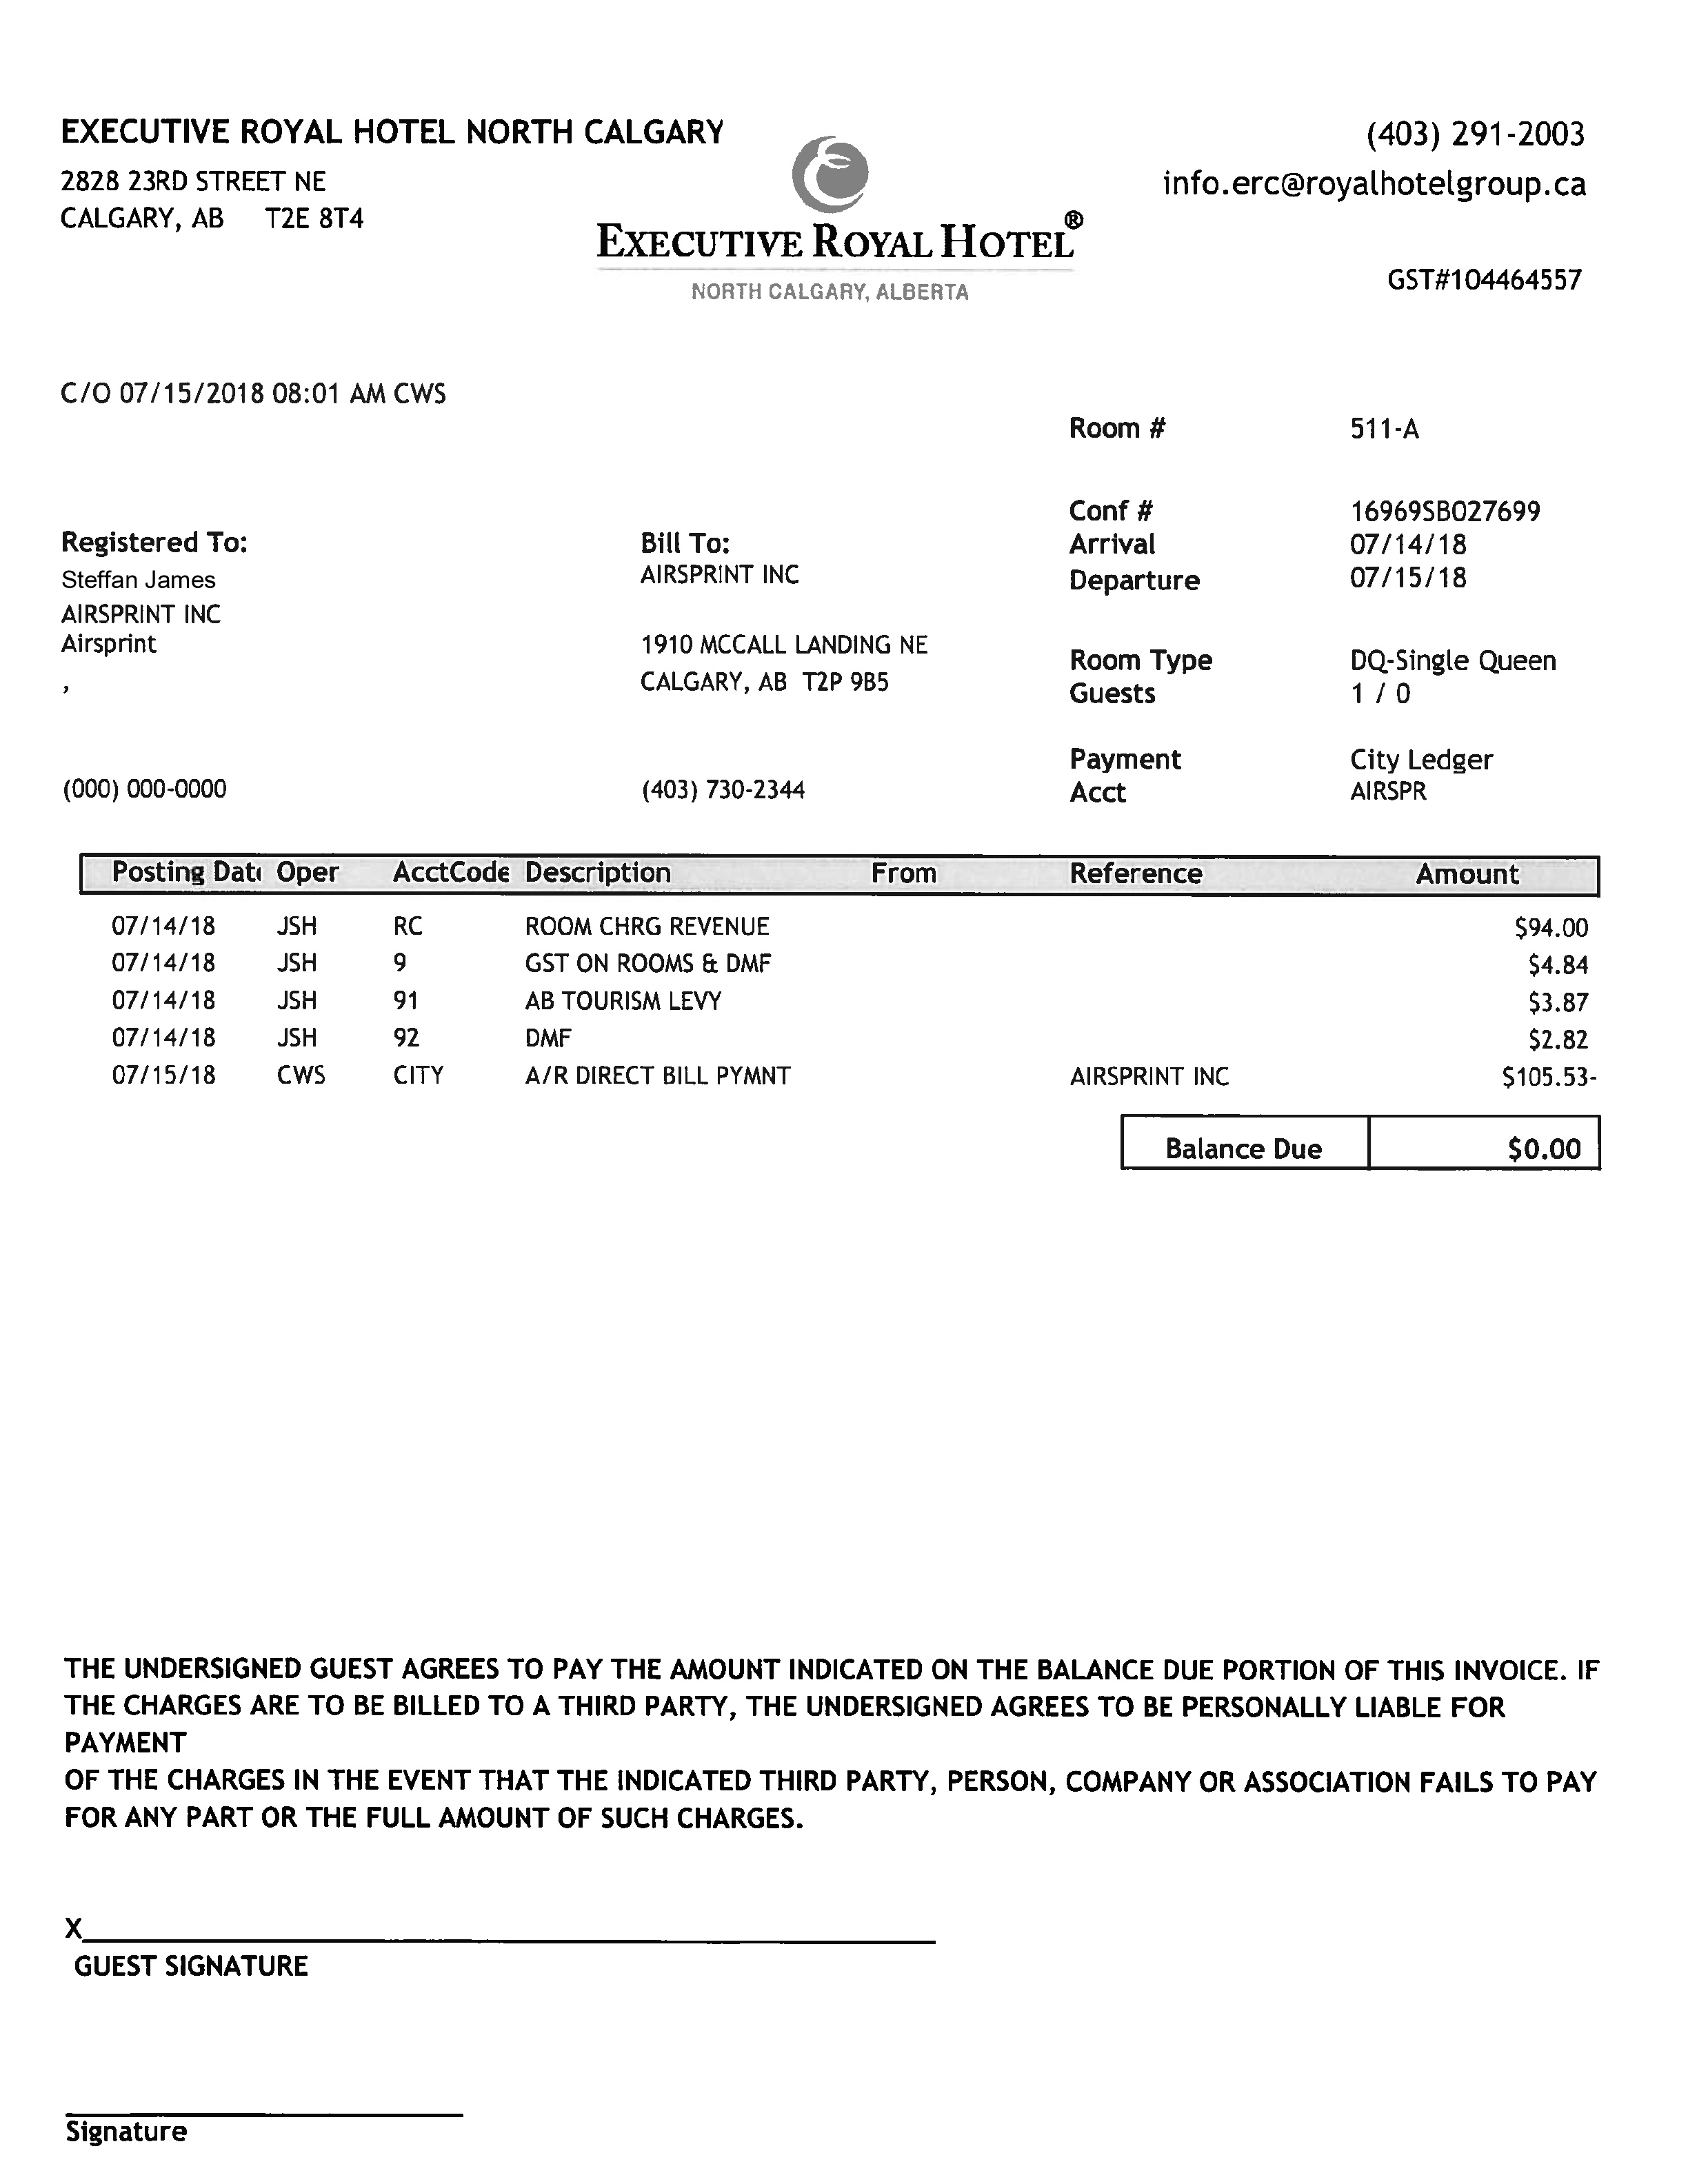 EXECUTIVE ROYAL HOTEL NORTH CALGARY
2828 23RD STREET NE
CALGARY, AB T2E 8T4
EXECUTIVE ROYAL HOTEL®
NORTH CALGARY, ALBERTA
(403) 291-2003
info.erc@royalhotelgroup.ca
GST#104464557
C/O 07/15/2018 08:01 AM CWS
Room # 511-A
Registered To:
Steffan James
AIRSPRINT INC
Airsprint
,
(000) 000-0000
Bill To:
AIRSPRINT INC
1910 MCCALL LANDING NE
CALGARY, AB T2P 9B5
(403) 730-2344
Conf # 16969SB027699
Arrival 07/14/18
Departure 07/15/18
Room Type DQ-Single Queen
Guests 1 / 0
Payment City Ledger
Acct AIRSPR
Posting Dat Oper AcctCode Description From Reference Amount
07/14/18 JSH RC ROOM CHRG REVENUE $94.00
07/14/18 JSH 9 GST ON ROOMS & DMF $4.84
07/14/18 JSH 91 AB TOURISM LEVY $3.87
07/14/18 JSH 92 DMF $2.82
07/15/18 CWS CITY A/R DIRECT BILL PYMNT AIRSPRINT INC $105.53-
Balance Due $0.00
THE UNDERSIGNED GUEST AGREES TO PAY THE AMOUNT INDICATED ON THE BALANCE DUE PORTION OF THIS INVOICE. IF
THE CHARGES ARE TO BE BILLED TO A THIRD PARTY, THE UNDERSIGNED AGREES TO BE PERSONALLY LIABLE FOR
PAYMENT
OF THE CHARGES IN THE EVENT THAT THE INDICATED THIRD PARTY, PERSON, COMPANY OR ASSOCIATION FAILS TO PAY
FOR ANY PART OR THE FULL AMOUNT OF SUCH CHARGES.
X
GUEST SIGNATURE
Signature